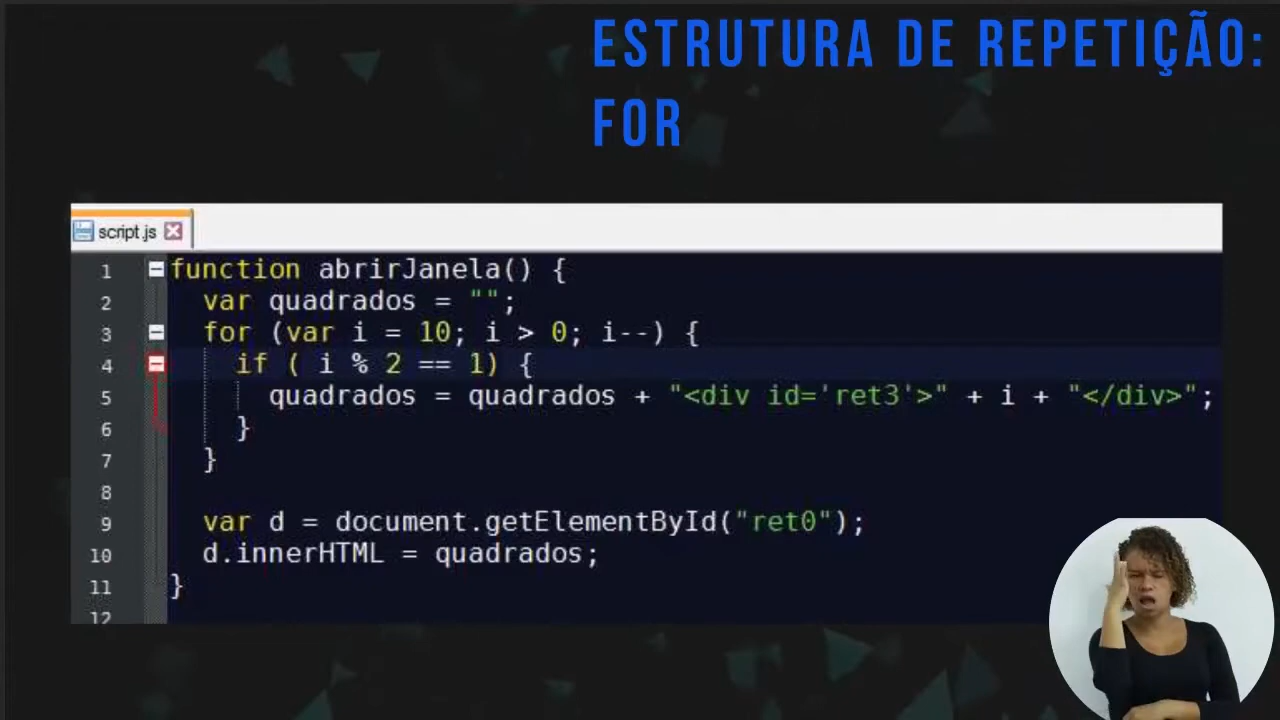 ESTRUTURA DE REPETIÇÃO:
FOR
script.js
1 function abrirJanela() {
2 var quadrados = "";
3 for (var i = 10; i > 0; i--) {
4 if ( i % 2 == 1) {
5 quadrados = quadrados + "<div id='ret3'>" + i + "</div>";
6 }
7 }
8
9 var d = document.getElementById("ret0");
10 d.innerHTML = quadrados;
11 }
12